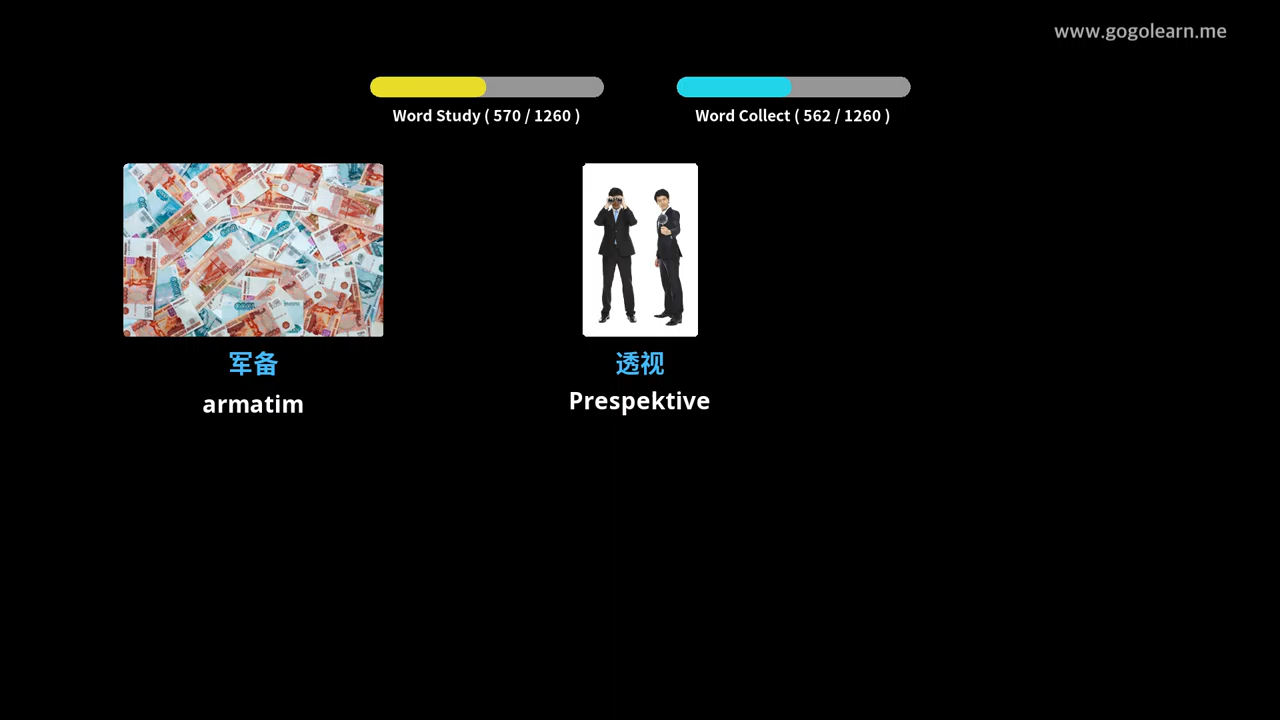 www.gogolearn.me
Word Study ( 570 / 1260 )
Word Collect ( 562 / 1260 )
军备
armatim
透视
Prespektive